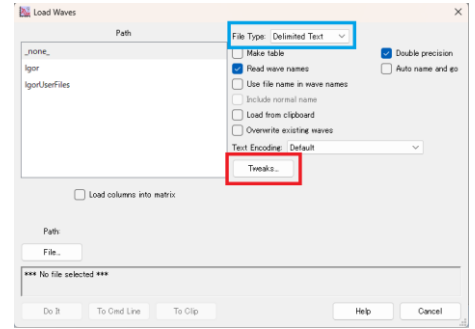 Load Waves
Path
_none_
Igor
IgorUserFiles
Load columns into matrix
Path:
File...
*** No file selected ***
File Type: Delimited Text
Make table
Double precision
Read wave names
Auto name and go
Use file name in wave names
Include normal name
Load from clipboard
Overwrite existing waves
Text Encoding: Default
Tweaks...
Do It
To Cmd Line
To Clip
Help
Cancel